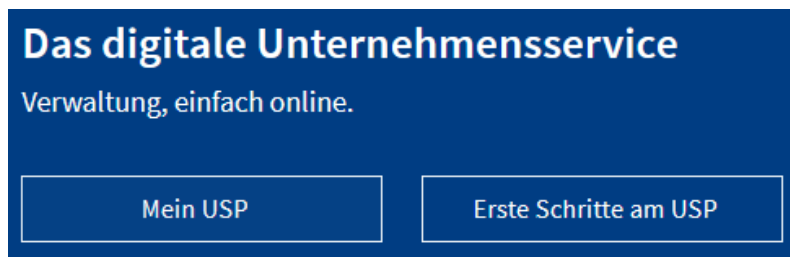 Das digitale Unternehmensservice
Verwaltung, einfach online.
Mein USP
Erste Schritte am USP